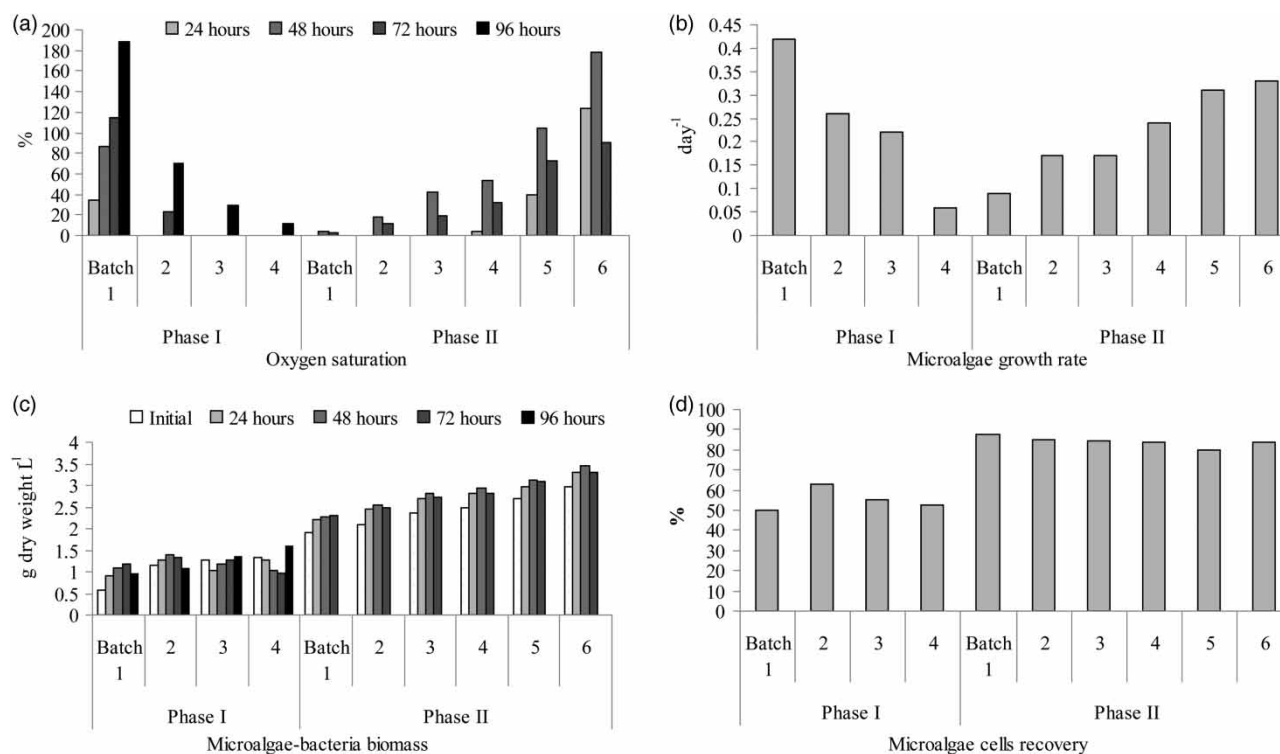 (a)
24 hours 48 hours 72 hours 96 hours
200
180
160
140
120
100
80
60
40
20
0
%
Batch 1 2 3 4 Batch 1 2 3 4 5 6
Phase I Phase II
Oxygen saturation
(b)
0.45
0.4
0.35
0.3
0.25
0.2
0.15
0.1
0.05
0
day-1
Batch 1 2 3 4 Batch 1 2 3 4 5 6
Phase I Phase II
Microalgae growth rate
(c)
Initial 24 hours 48 hours 72 hours 96 hours
4
3.5
3
2.5
2
1.5
1
0.5
0
g dry weight L-1
Batch 1 2 3 4 Batch 1 2 3 4 5 6
Phase I Phase II
Microalgae-bacteria biomass
(d)
100
90
80
70
60
50
40
30
20
10
0
%
Batch 1 2 3 4 Batch 1 2 3 4 5 6
Phase I Phase II
Microalgae cells recovery